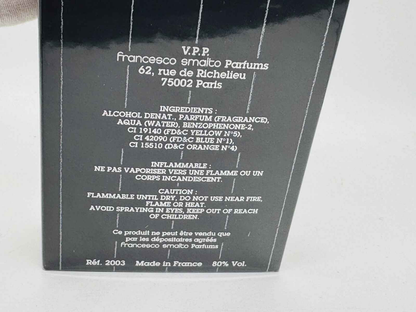 V.P.P.
francesco smalto Parfums
62, rue de Richelieu
75002 Paris
INGREDIENTS :
ALCOHOL DENAT., PARFUM (FRAGRANCE),
AQUA (WATER), BENZOPHENONE-2,
CI 19140 (FD&C YELLOW N°5),
CI 42090 (FD&C BLUE N°1),
CI 15510 (D&C ORANGE N°4)
INFLAMMABLE :
NE PAS VAPORISER VERS UNE FLAMME OU UN
CORPS INCANDESCENT.
CAUTION :
FLAMMABLE UNTIL DRY, DO NOT USE NEAR FIRE,
FLAME OR HEAT.
AVOID SPRAYING IN EYES, KEEP OUT OF REACH
OF CHILDREN.
Ce produit ne peut être vendu que
par les dépositaires agréés
francesco smalto Parfums
Réf. 2003 Made in France 80% Vol.